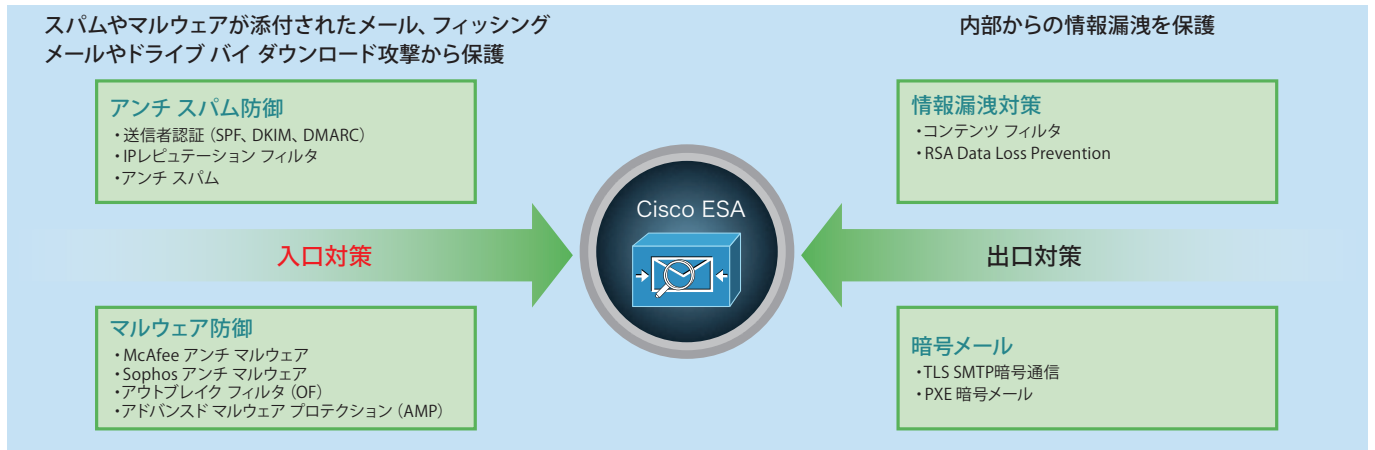 スパムやマルウェアが添付されたメール、フィッシング
メールやドライブ バイ ダウンロード攻撃から保護
アンチ スパム防御
・送信者認証（SPF、DKIM、DMARC）
・IPレピュテーション フィルタ
・アンチ スパム
入口対策
マルウェア防御
・McAfee アンチ マルウェア
・Sophos アンチ マルウェア
・アウトブレイク フィルタ（OF）
・アドバンスド マルウェア プロテクション（AMP）
Cisco ESA
内部からの情報漏洩を保護
情報漏洩対策
・コンテンツ フィルタ
・RSA Data Loss Prevention
出口対策
暗号メール
・TLS SMTP暗号通信
・PXE 暗号メール